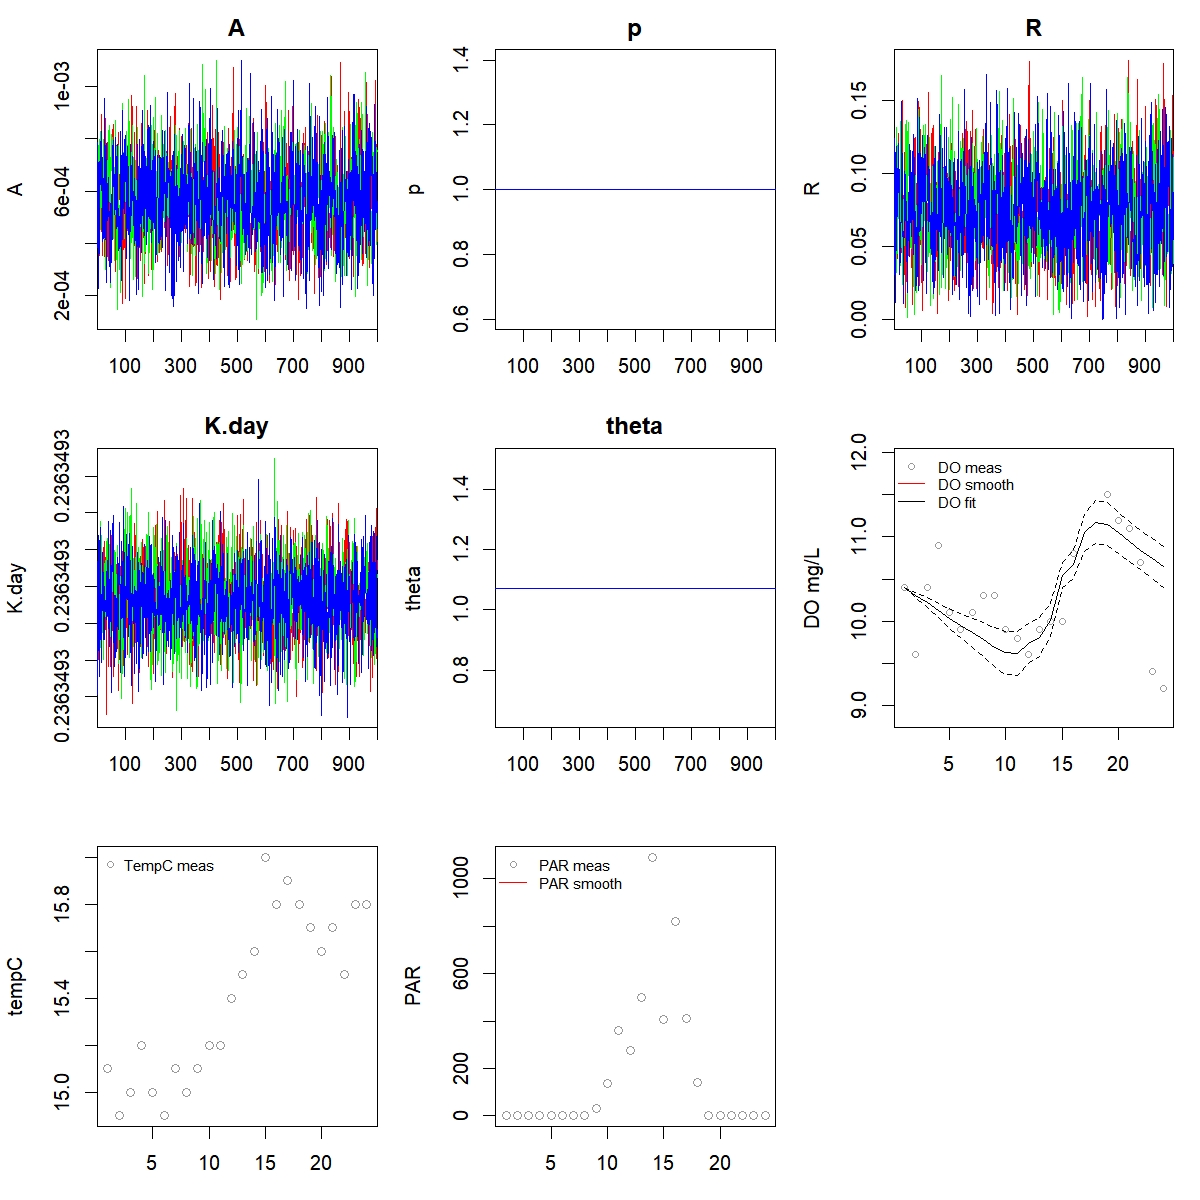 A
A
1e-03
6e-04
2e-04
100 300 500 700 900
p
p
1.4
1.2
1.0
0.8
0.6
100 300 500 700 900
R
R
0.15
0.10
0.05
0.00
100 300 500 700 900
K.day
K.day
0.2363493
0.2363493
0.2363493
0.2363493
100 300 500 700 900
theta
theta
1.4
1.2
1.0
0.8
100 300 500 700 900
DO mg/L
12.0
11.0
10.0
9.0
DO meas
DO smooth
DO fit
5 10 15 20
tempC
15.8
15.4
15.0
TempC meas
5 10 15 20
PAR
1000
600
200
0
PAR meas
PAR smooth
5 10 15 20